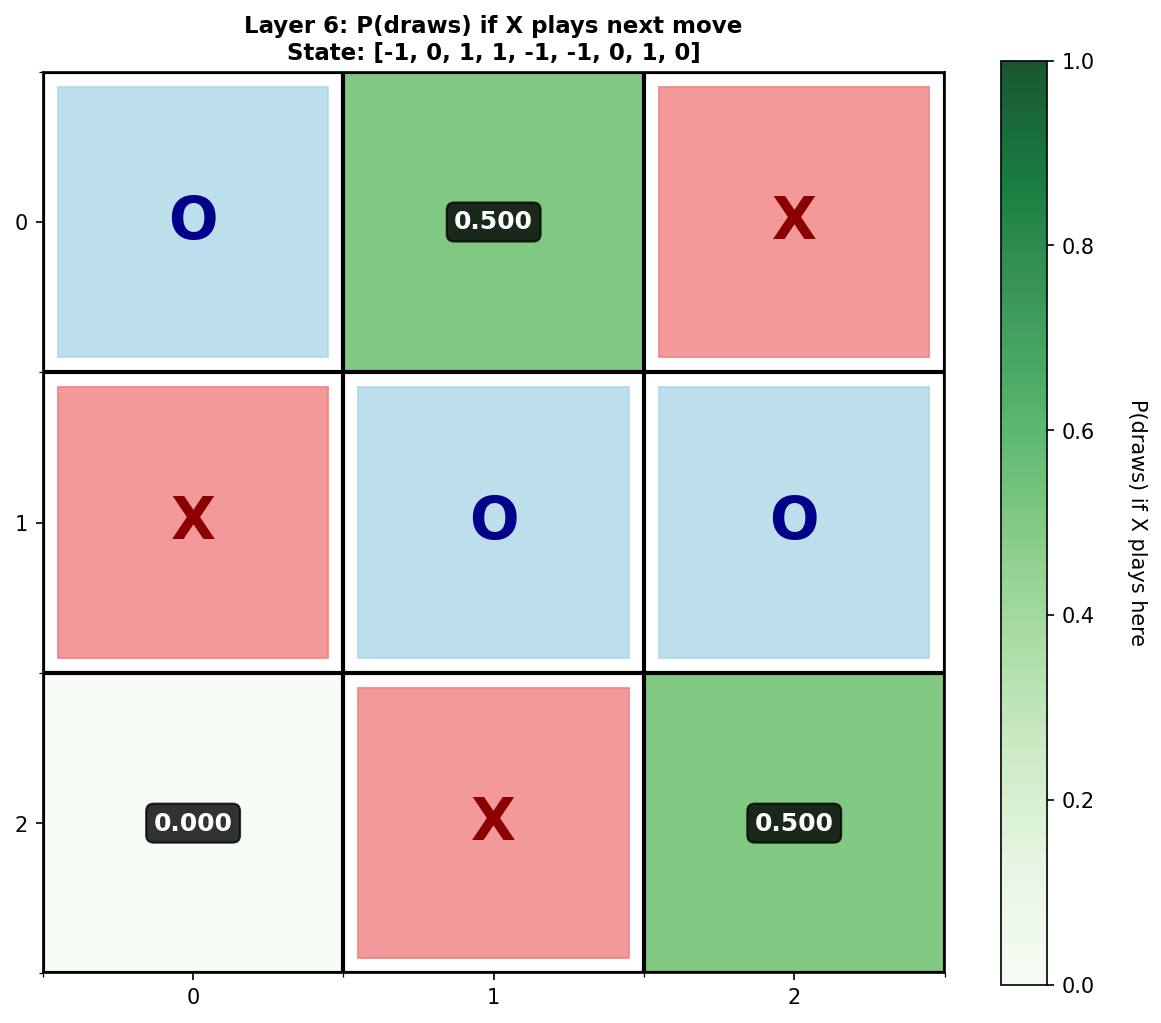 Layer 6: P(draws) if X plays next move
State: [-1, 0, 1, 1, -1, -1, 0, 1, 0]
0
O
0.500
X
1
X
O
O
2
0.000
X
0.500
0
1
2
1.0
0.8
0.6
0.4
0.2
0.0
P(draws) if X plays here